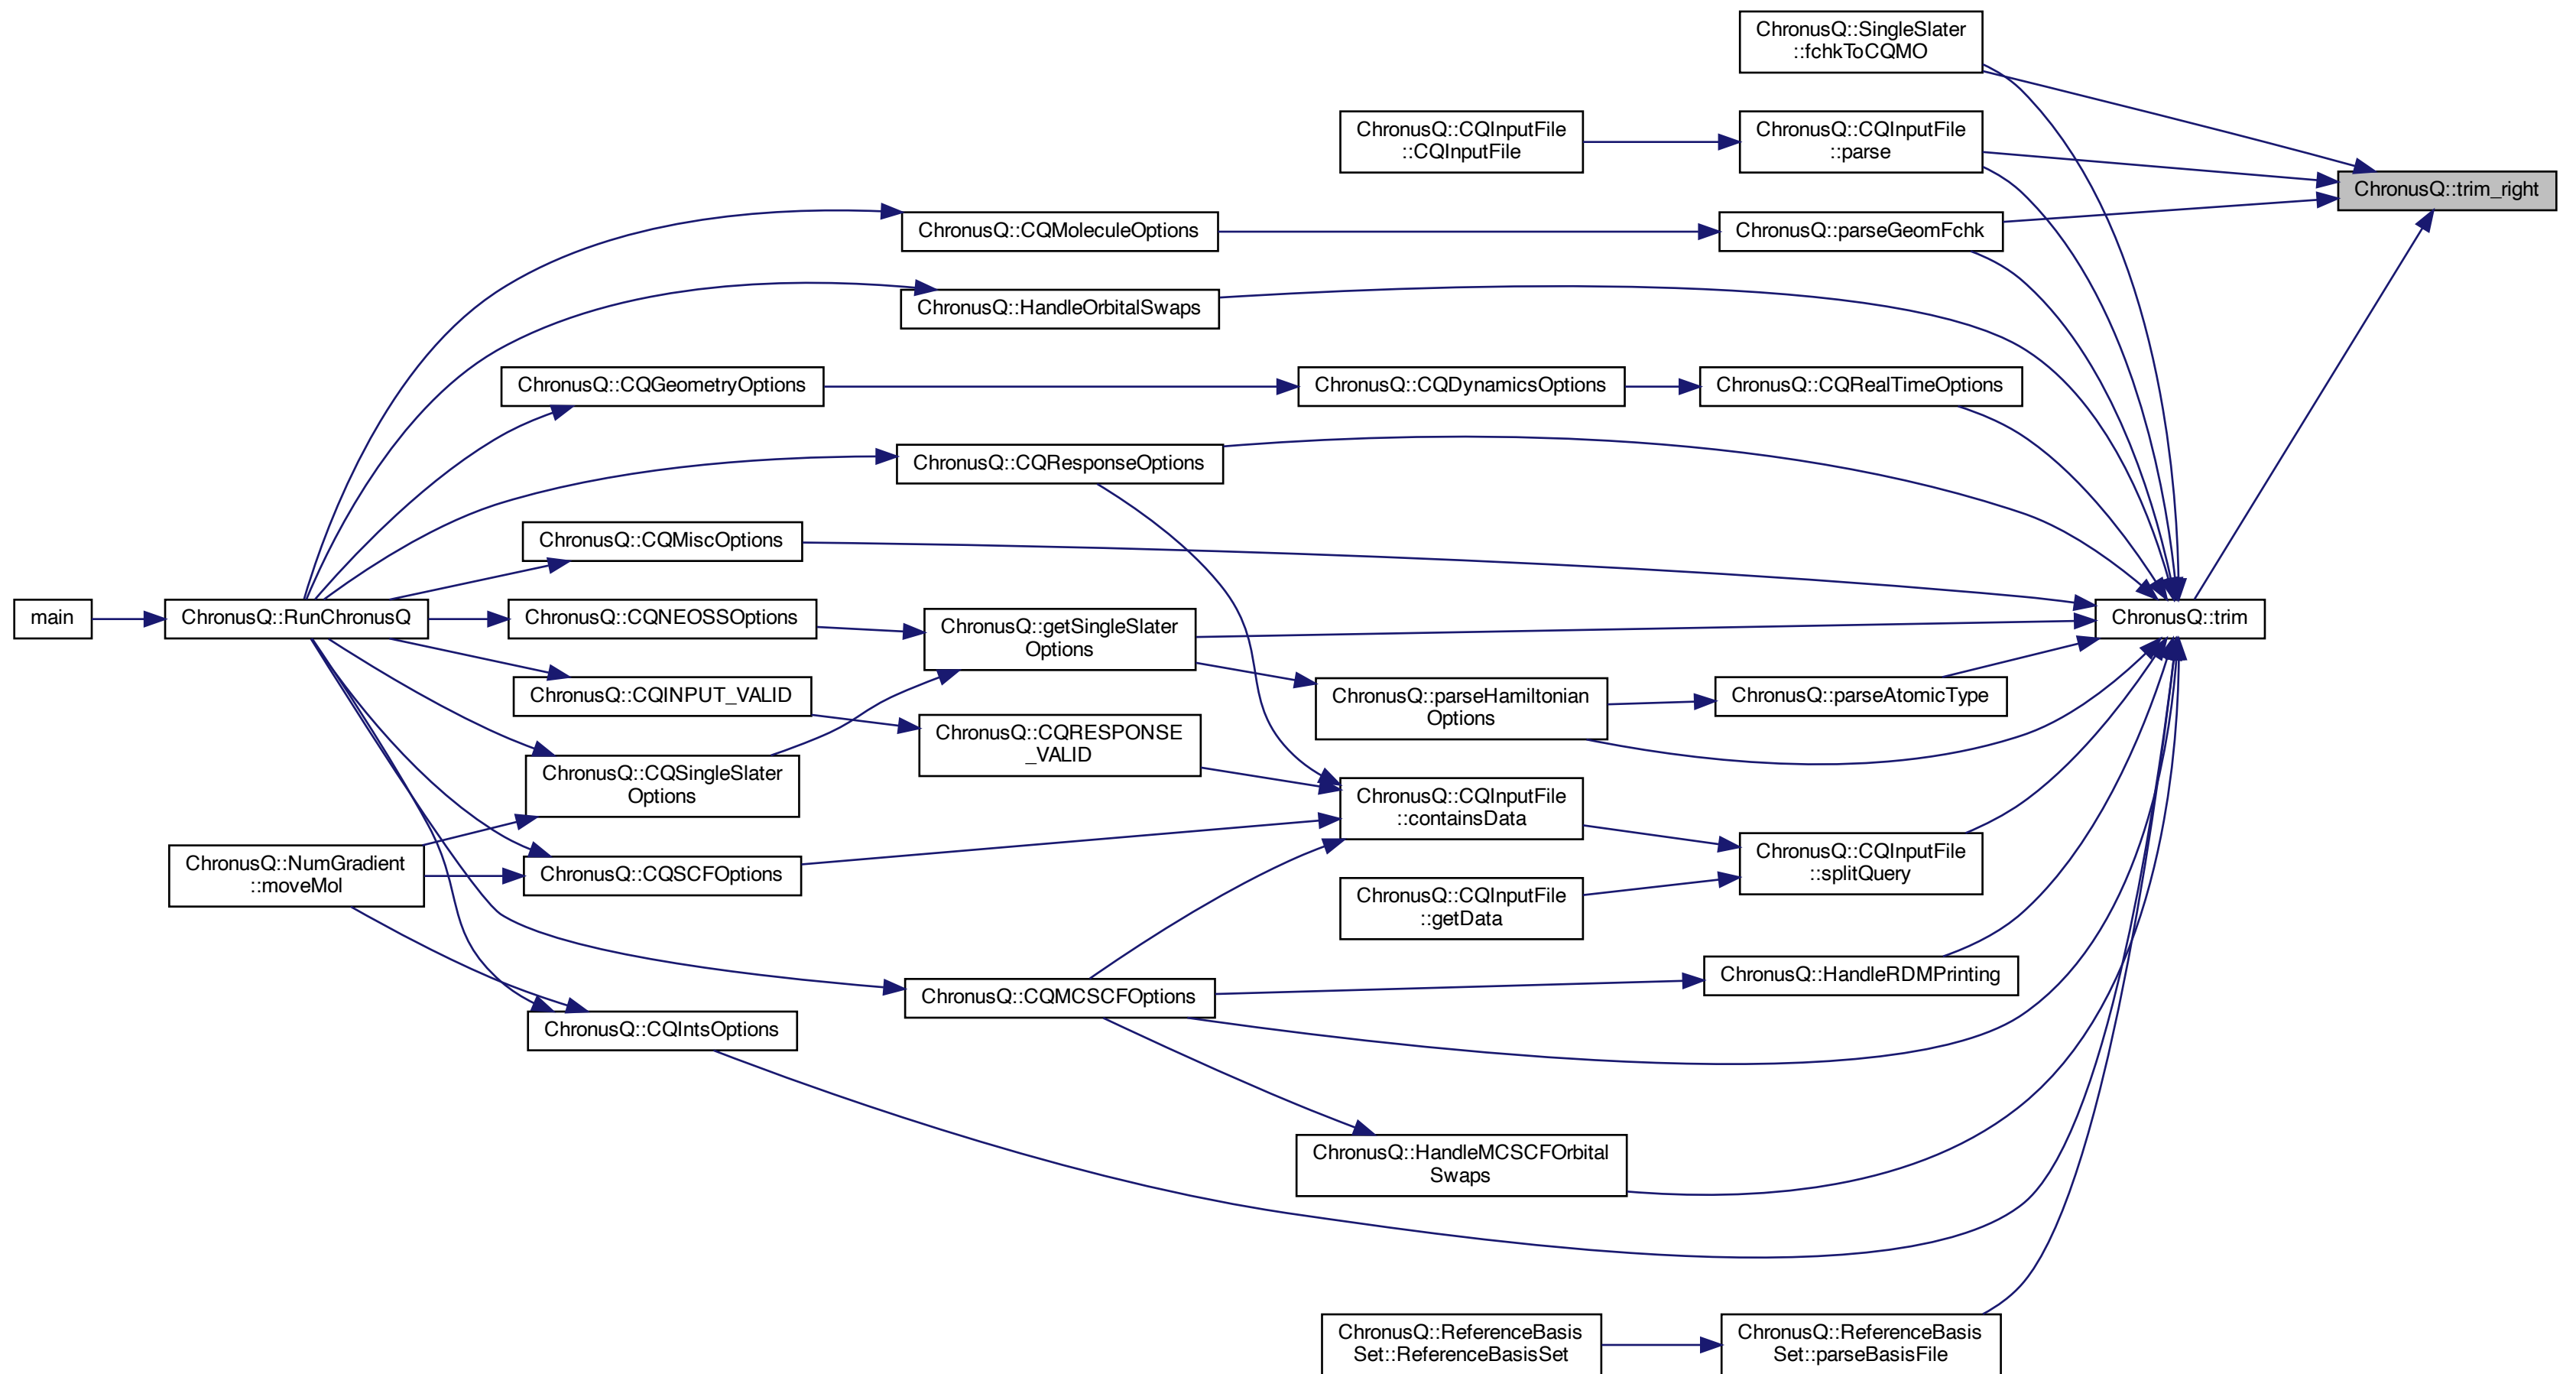 ChronusQ::SingleSlater
::fchkToCQMO
ChronusQ::CQInputFile
::CQInputFile
ChronusQ::CQInputFile
::parse
ChronusQ::trim_right
ChronusQ::CQMoleculeOptions
ChronusQ::parseGeomFchk
ChronusQ::HandleOrbitalSwaps
ChronusQ::CQGeometryOptions
ChronusQ::CQDynamicsOptions
ChronusQ::CQRealTimeOptions
ChronusQ::CQResponseOptions
ChronusQ::CQMiscOptions
main
ChronusQ::RunChronusQ
ChronusQ::CQNEOSSOptions
ChronusQ::getSingleSlater
Options
ChronusQ::trim
ChronusQ::CQINPUT_VALID
ChronusQ::parseHamiltonian
Options
ChronusQ::parseAtomicType
ChronusQ::CQRESPONSE
_VALID
ChronusQ::CQSingleSlater
Options
ChronusQ::CQInputFile
::containsData
ChronusQ::NumGradient
::moveMol
ChronusQ::CQSCFOptions
ChronusQ::CQInputFile
::splitQuery
ChronusQ::CQInputFile
::getData
ChronusQ::HandleRDMPrinting
ChronusQ::CQMCSCFOptions
ChronusQ::CQIntsOptions
ChronusQ::HandleMCSCFOrbital
Swaps
ChronusQ::ReferenceBasis
Set::ReferenceBasisSet
ChronusQ::ReferenceBasis
Set::parseBasisFile